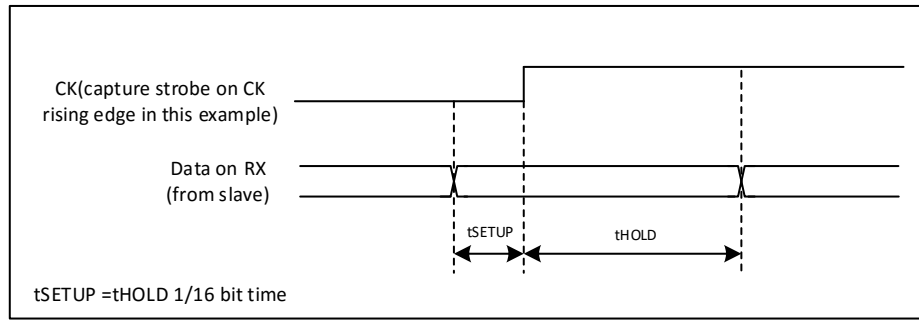 CK(capture strobe on CK
rising edge in this example)
Data on RX
(from slave)
tSETUP
tHOLD
tSETUP =tHOLD 1/16 bit time